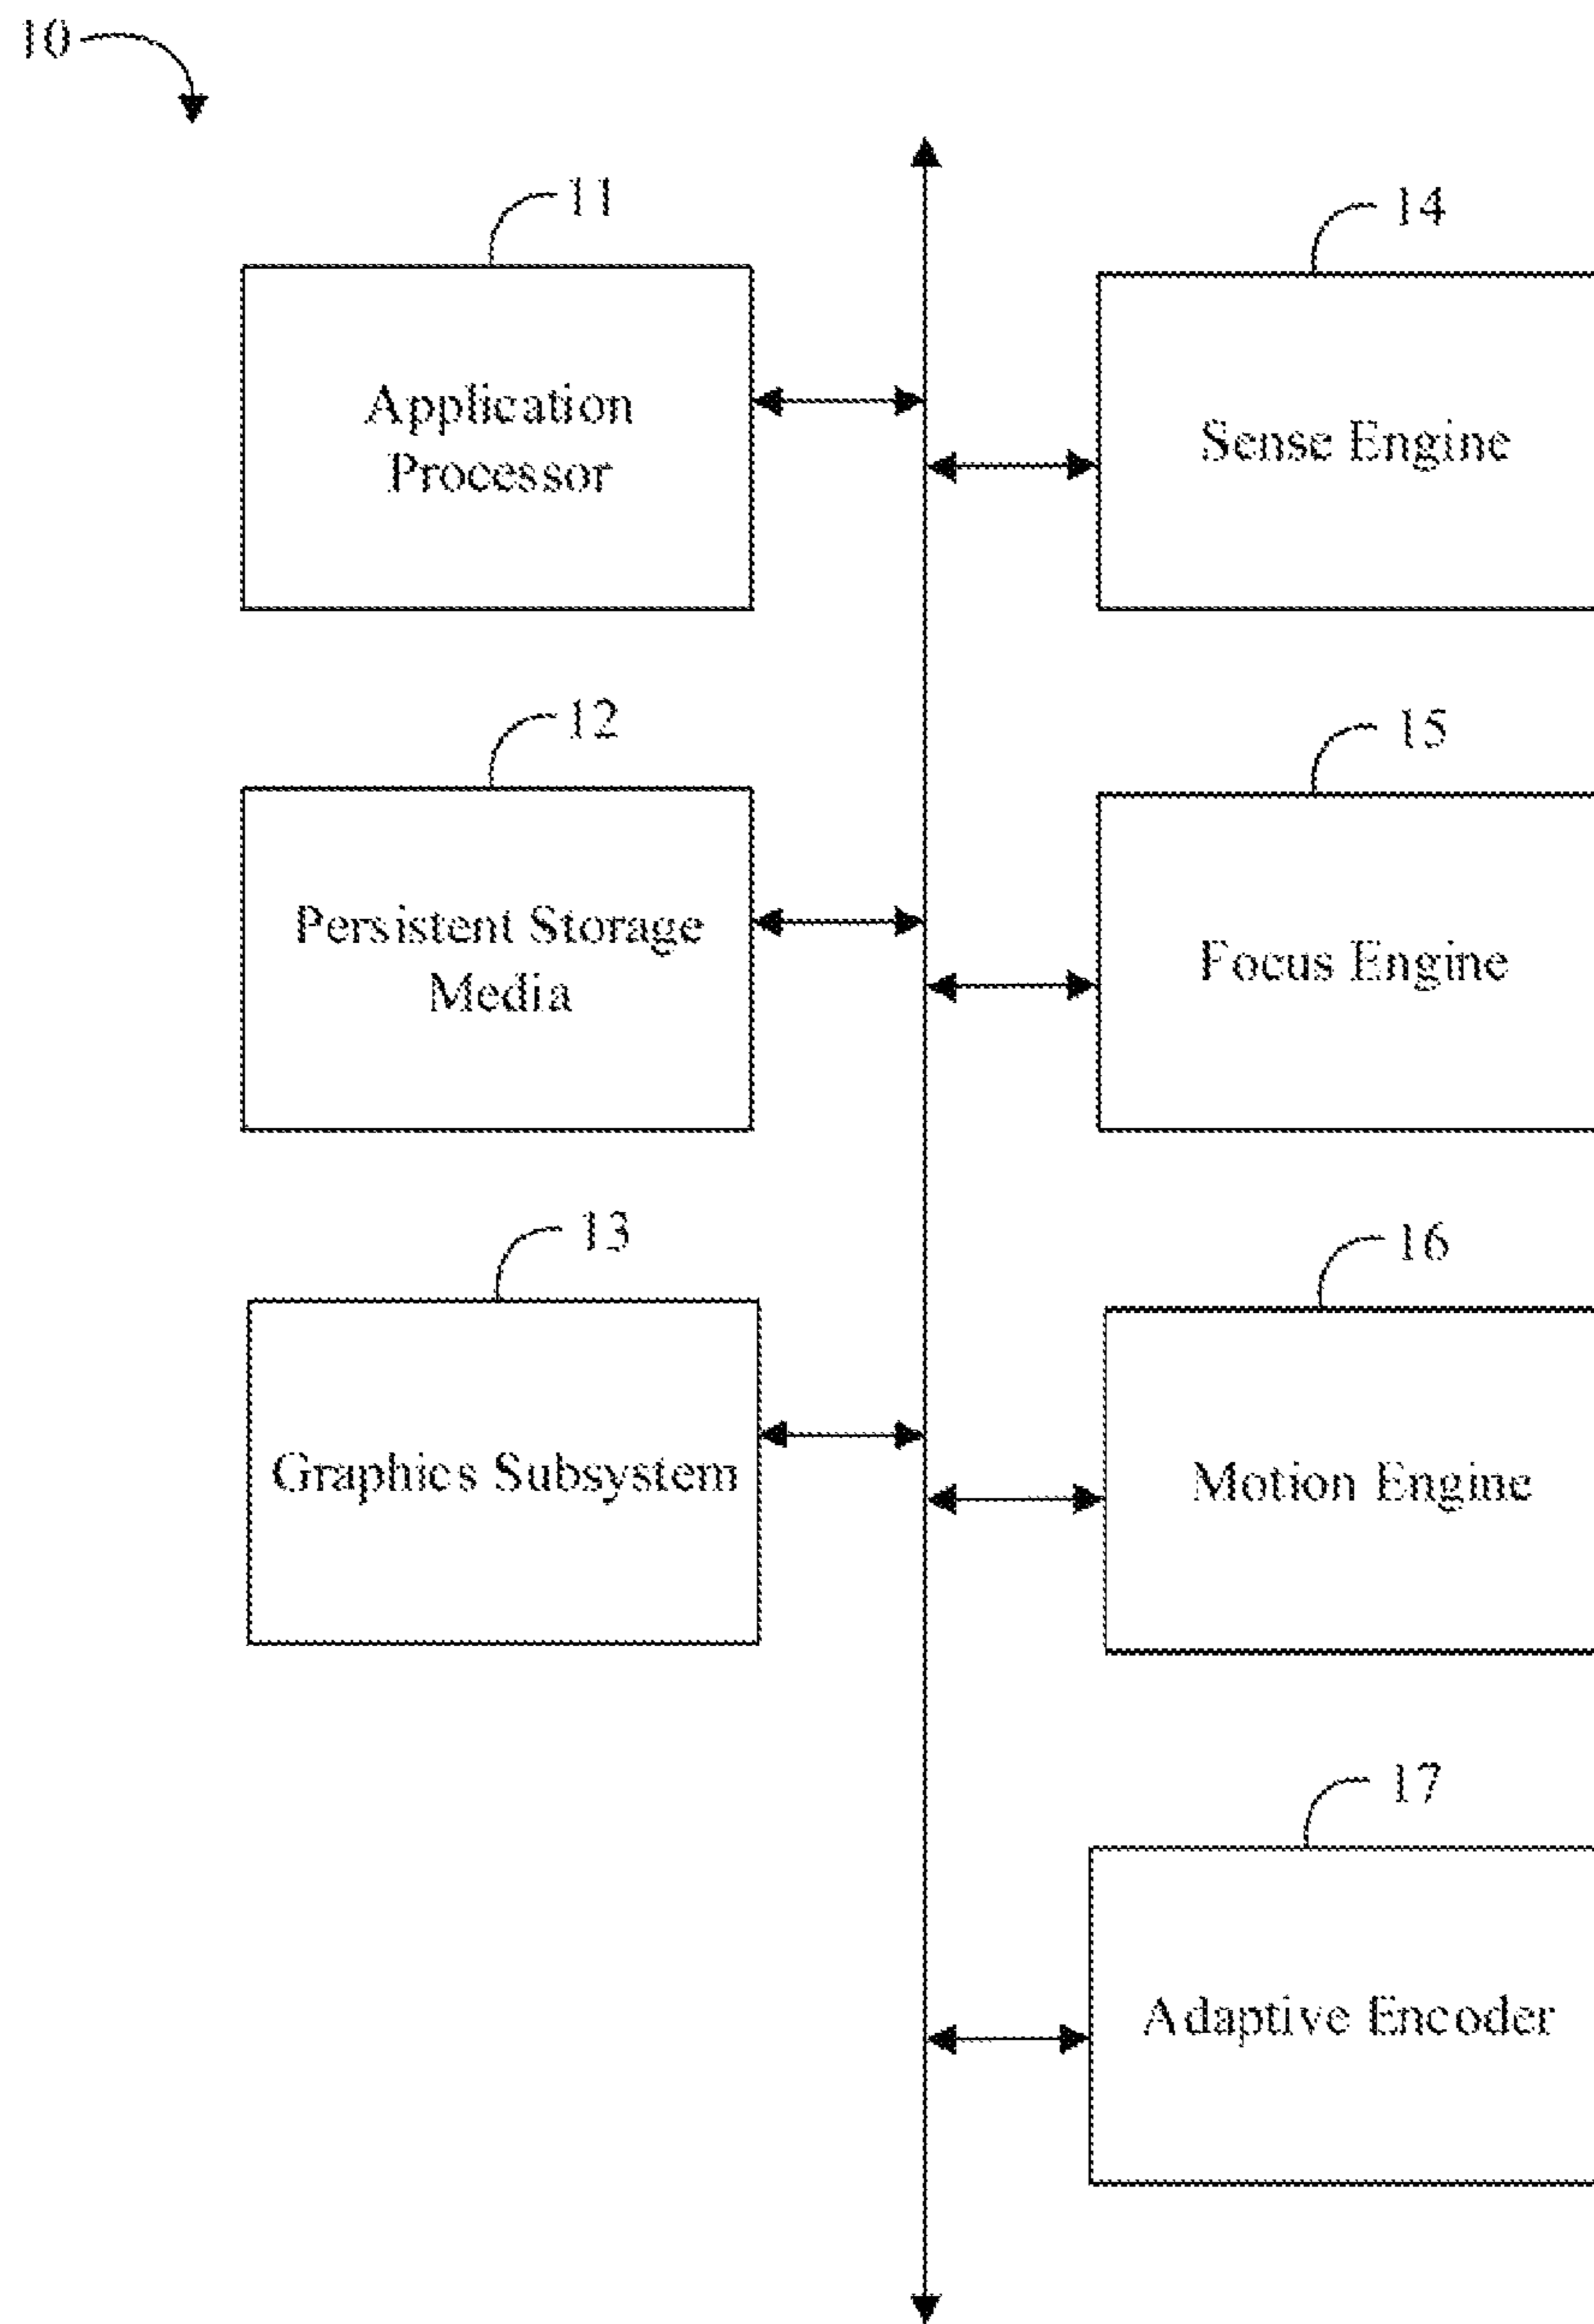 10
11
Application
Processor
12
Persistent Storage
Media
13
Graphics Subsystem
14
Sense Engine
15
Focus Engine
16
Motion Engine
17
Adaptive Encoder